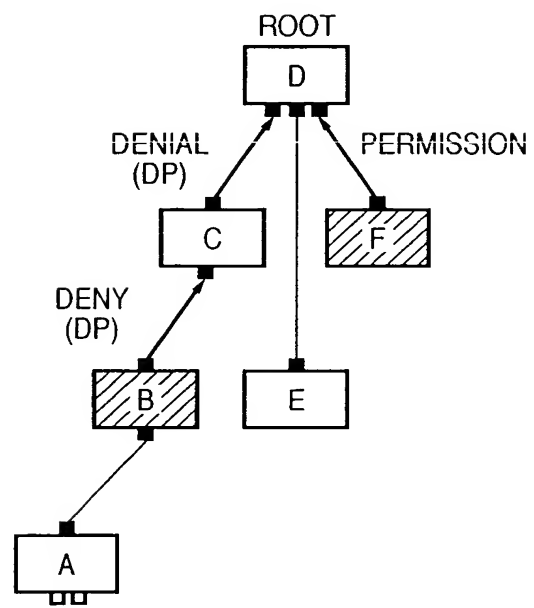 ROOT
D
DENIAL
(DP)
PERMISSION
C
F
DENY
(DP)
B
E
A